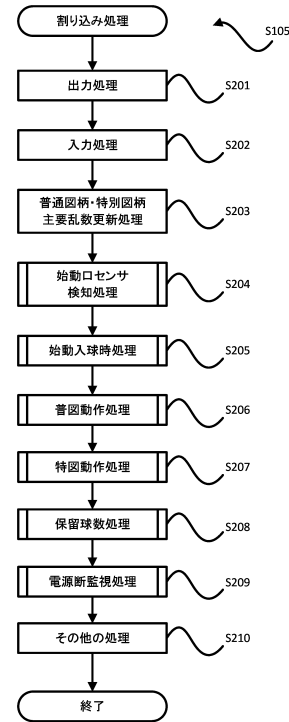 割り込み処理
S105
出力処理
S201
入力処理
S202
普通図柄・特別図柄
主要乱数更新処理
S203
始動口センサ
検知処理
S204
始動入球時処理
S205
普図動作処理
S206
特図動作処理
S207
保留球数処理
S208
電源断監視処理
S209
その他の処理
S210
終了